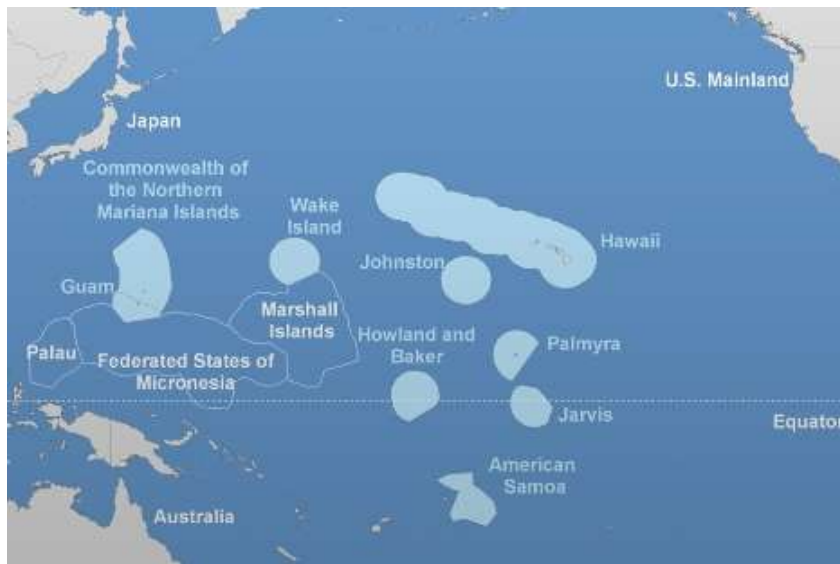 U.S. Mainland
Japan
Commonwealth of
the Northern
Mariana Islands
Wake
Island
Hawaii
Johnston
Guam
Marshall
Islands
Howland and
Baker
Palmyra
Palau
Federated States of
Micronesia
Jarvis
Equator
American
Samoa
Australia